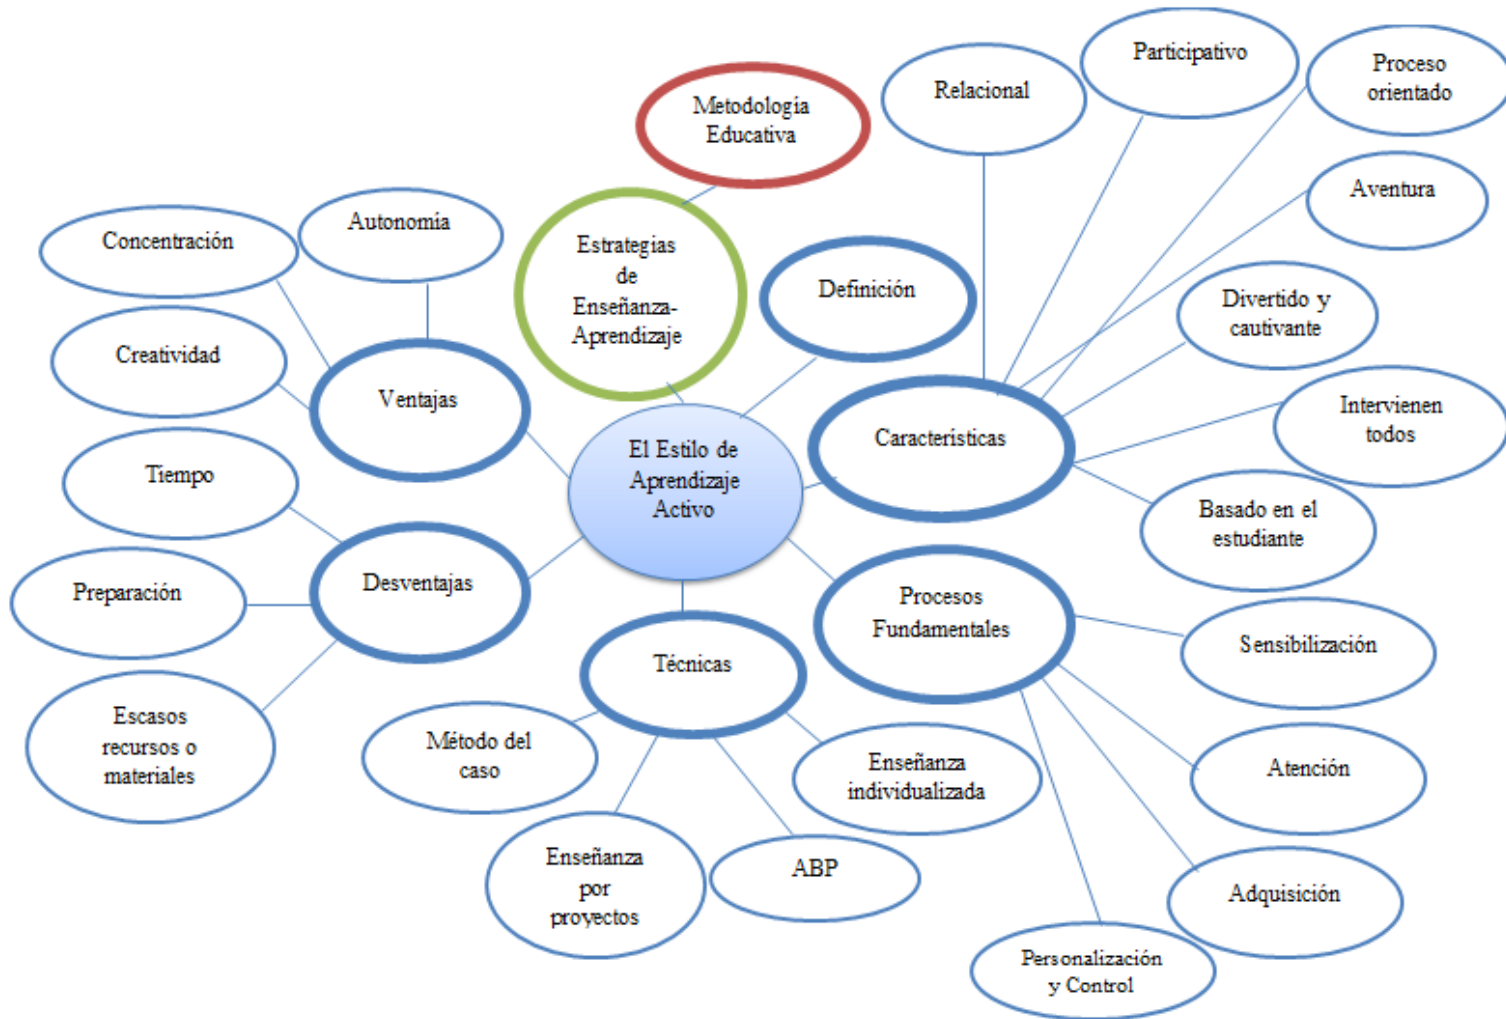 Metodología
Educativa
Relacional
Participativo
Proceso
orientado
Aventura
Concentración
Autonomía
Estrategias
de
Enseñanza-
Aprendizaje
Definición
Divertido y
cautivante
Creatividad
Ventajas
Características
Intervienen
todos
El Estilo de
Aprendizaje
Activo
Tiempo
Basado en el
estudiante
Preparación
Desventajas
Procesos
Fundamentales
Sensibilización
Escasos
recursos o
materiales
Técnicas
Método del
caso
Enseñanza
individualizada
Atención
Enseñanza
por
proyectos
ABP
Adquisición
Personalización
y Control